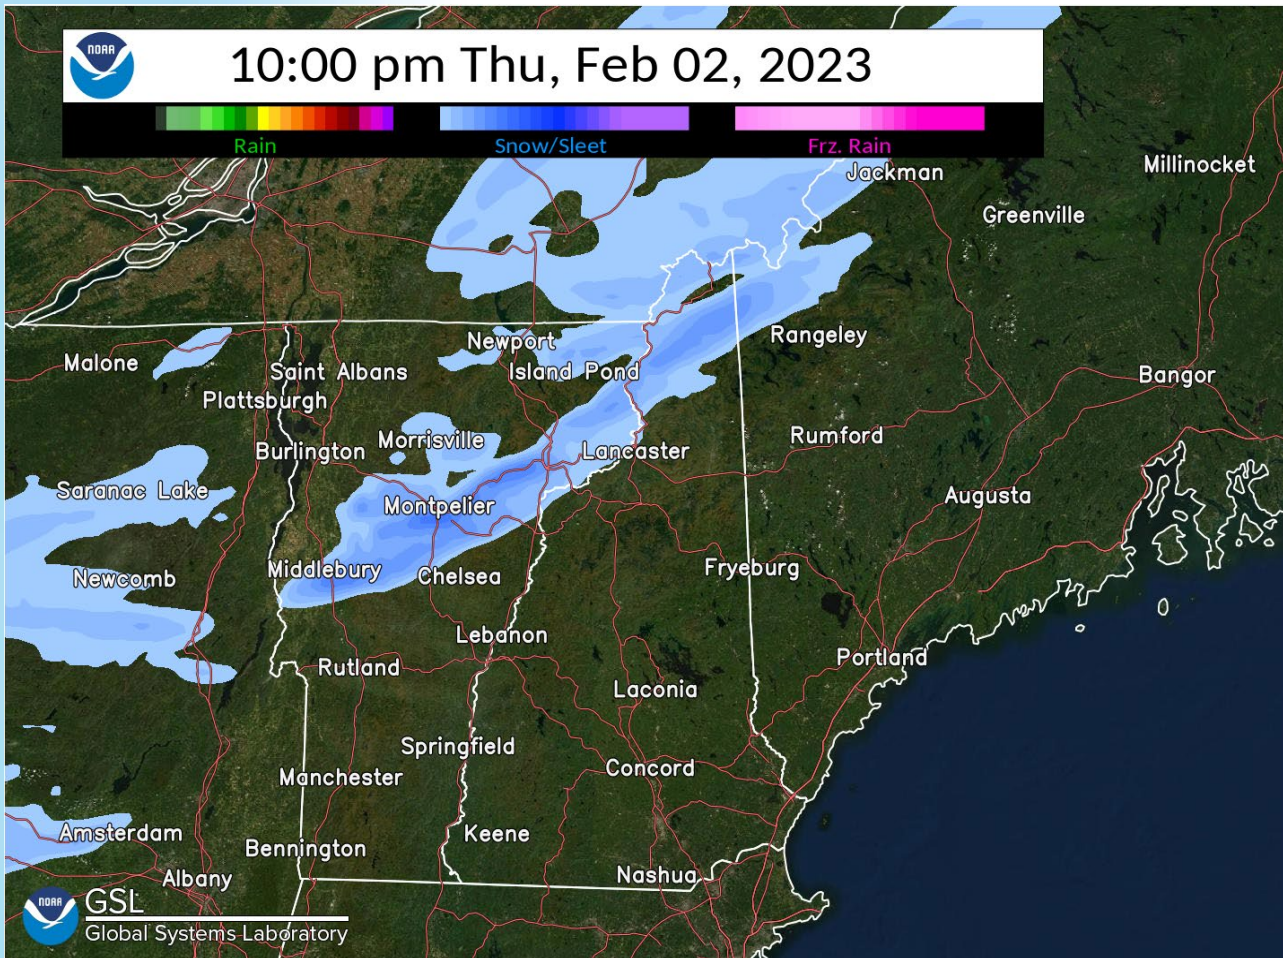 NOAA
10:00 pm Thu, Feb 02, 2023
Rain
Snow/Sleet
Frz. Rain
Jackman
Millinocket
Greenville
Newport
Rangeley
Malone
Saint Albans
Island Pond
Bangor
Plattsburgh
Burlington
Morrisville
Lancaster
Rumford
Saranac Lake
Montpelier
Augusta
Newcomb
Middlebury
Chelsea
Fryeburg
Lebanon
Rutland
Portland
Laconia
Springfield
Manchester
Concord
Amsterdam
Bennington
Keene
Albany
Nashua
NOAA
GSL
Global Systems Laboratory